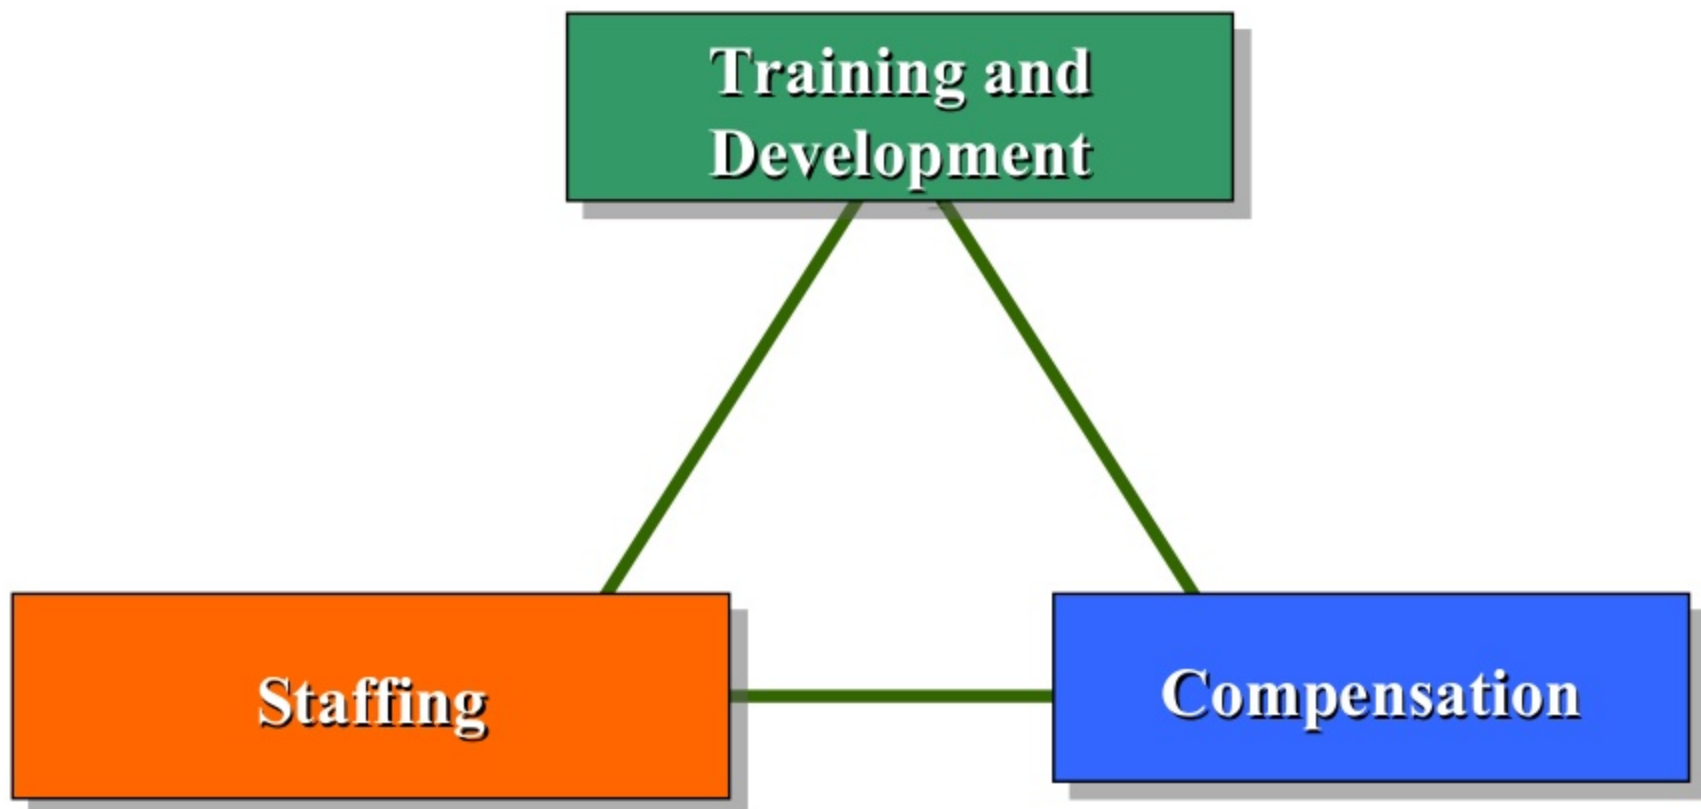 Training and
Development
Staffing
Compensation